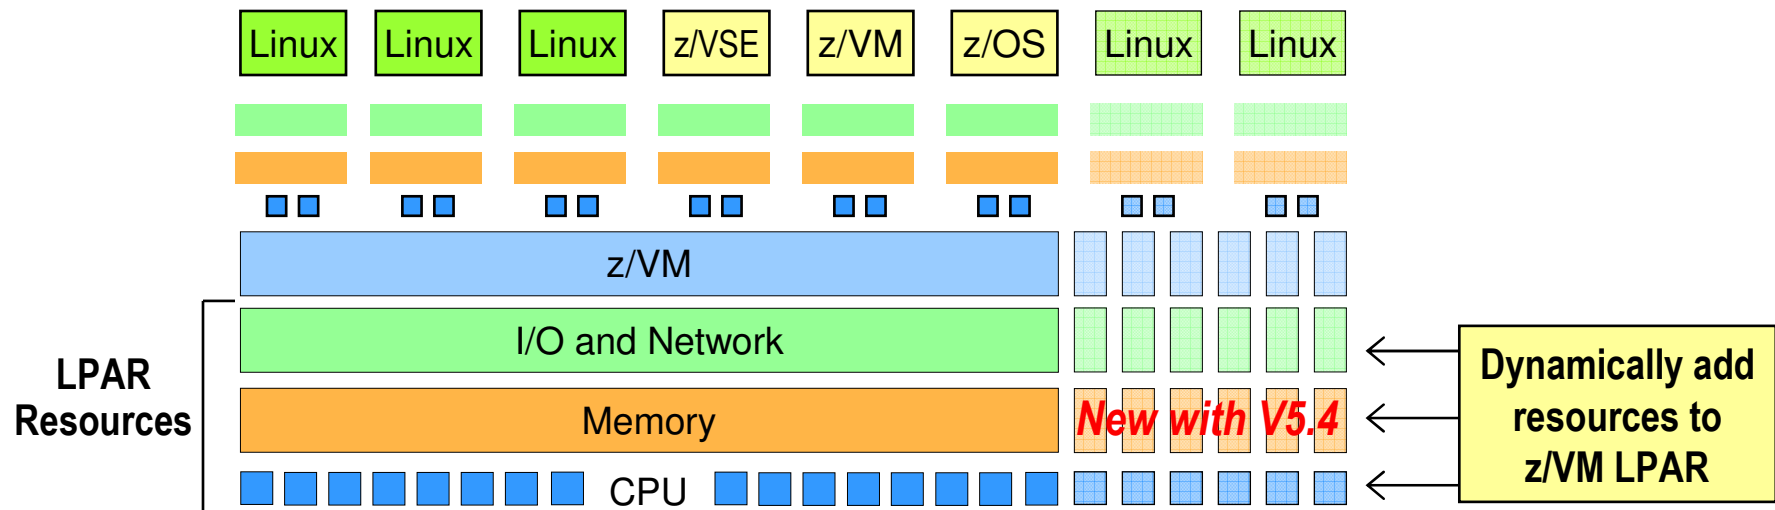 Linux Linux Linux z/VSE z/VM z/OS Linux Linux
z/VM
I/O and Network
Memory
New with V5.4
CPU
LPAR
Resources
Dynamically add
resources to
z/VM LPAR